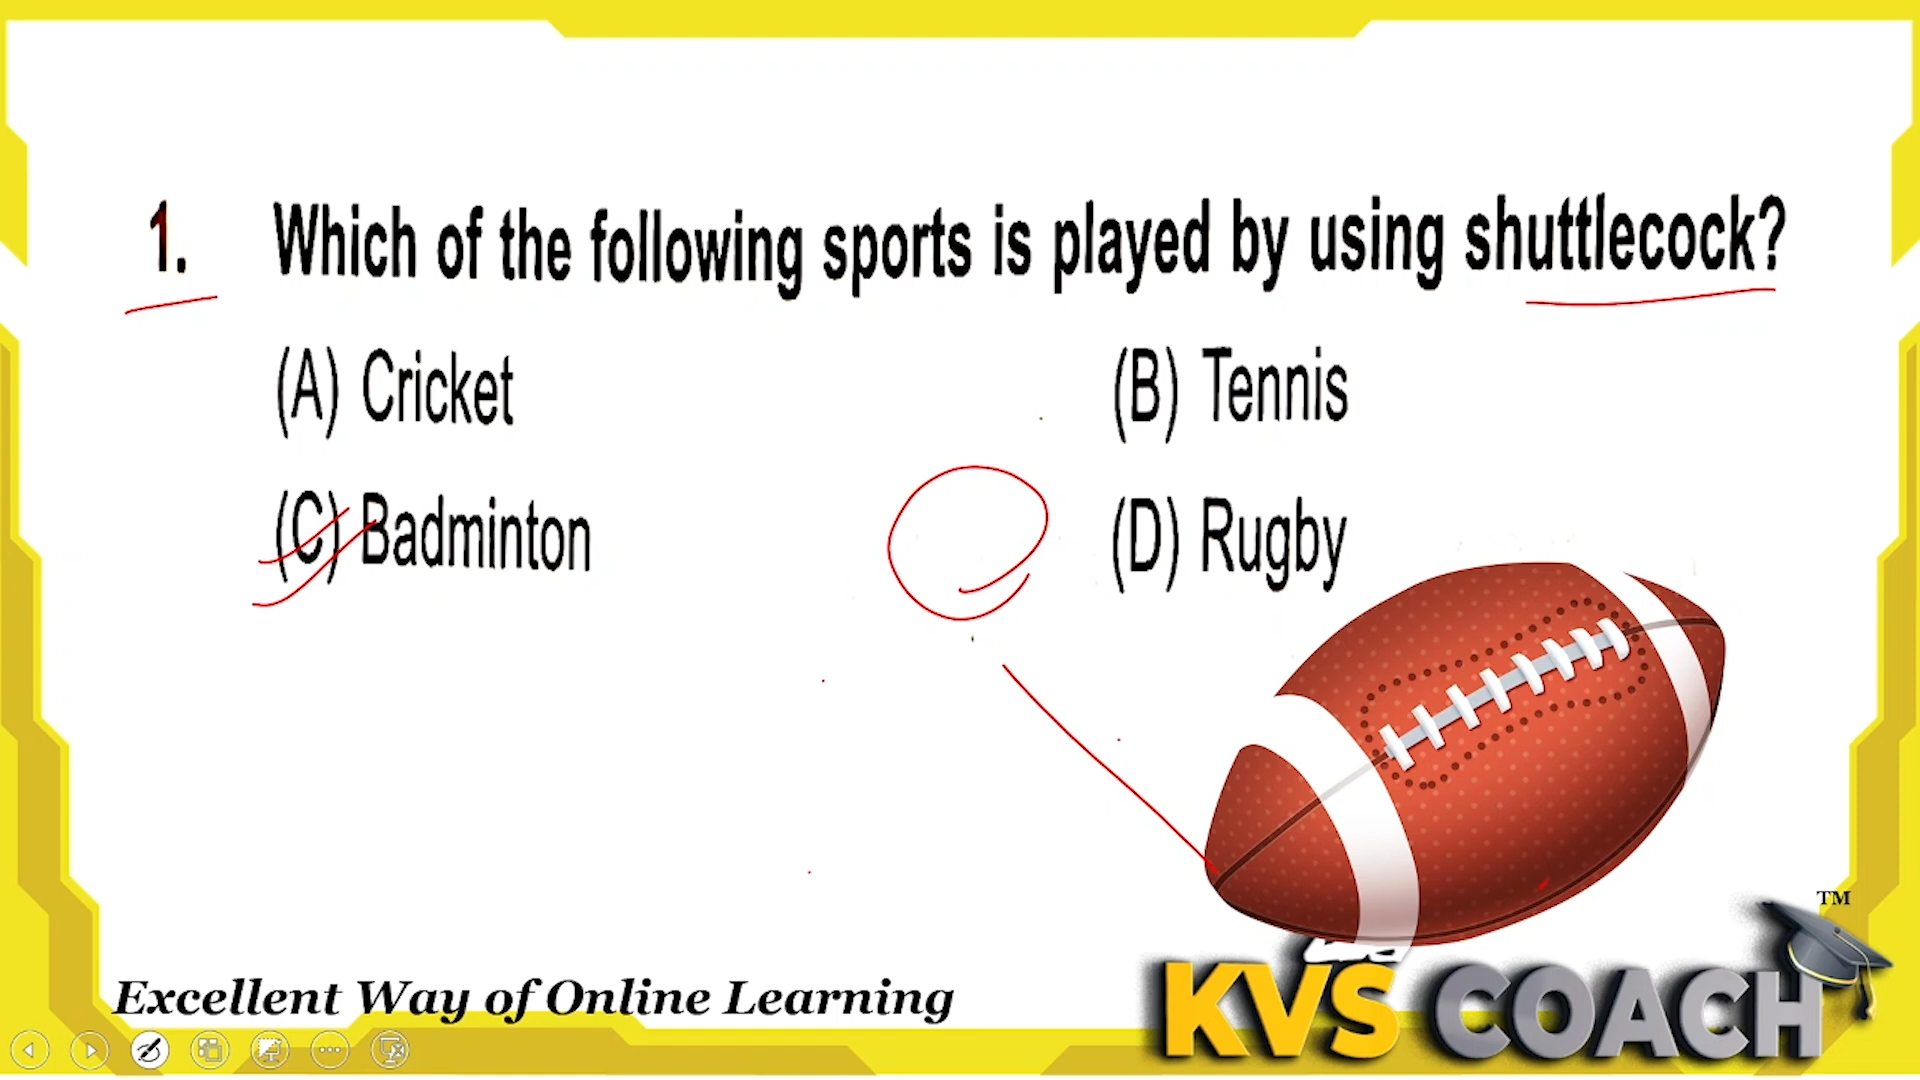 1. Which of the following sports is played by using shuttlecock?
(A) Cricket (B) Tennis
(C) Badminton (D) Rugby
TM
Excellent Way of Online Learning
KVS COACH